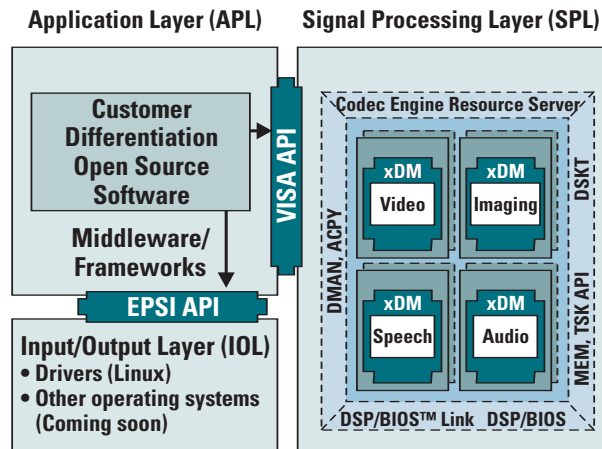 Application Layer (APL)
Signal Processing Layer (SPL)
Customer
Differentiation
Open Source
Software
Middleware/
Frameworks
VISA API
EPSI API
Input/Output Layer (IOL)
• Drivers (Linux)
• Other operating systems
(Coming soon)
Codec Engine Resource Server
DMAN, ACPY
xDM
Video
xDM
Imaging
xDM
Speech
xDM
Audio
DSKT
MEM, TSK API
DSP/BIOS™ Link DSP/BIOS